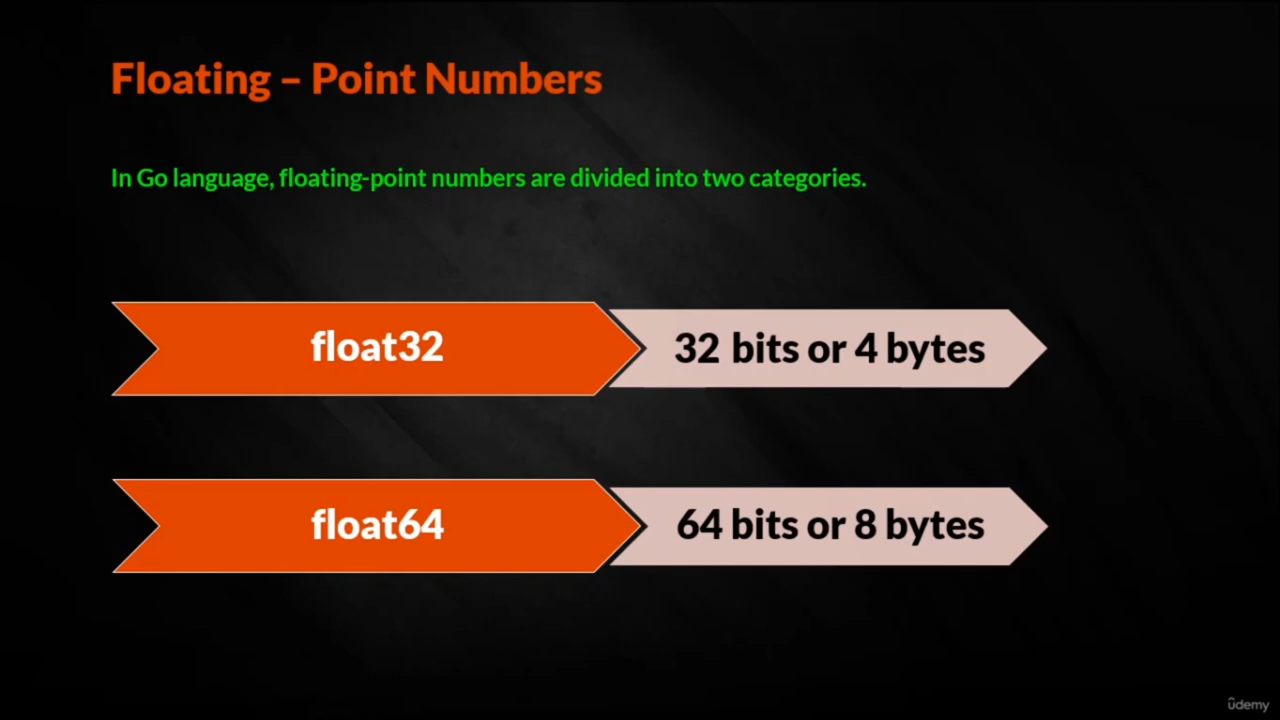 Floating – Point Numbers
In Go language, floating-point numbers are divided into two categories.
float32
32 bits or 4 bytes
float64
64 bits or 8 bytes
ûdemy